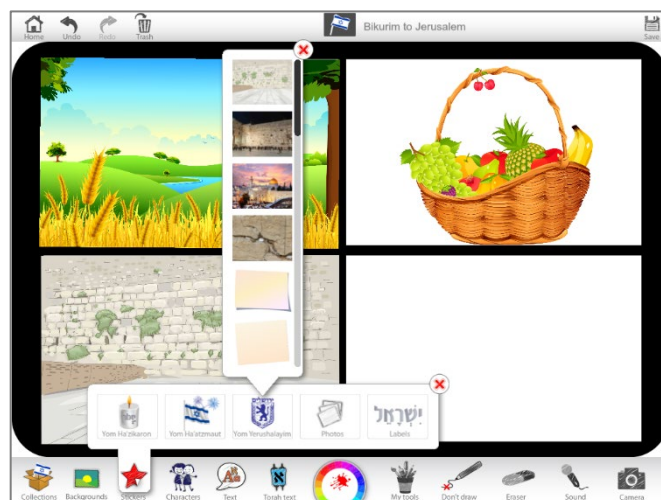 Home Undo Redo Trash Bikurim to Jerusalem Save
Yom Ha'zikaron Yom Ha'atzmaut Yom Yerushalayim Photos Labels
יִשְׂרָאֵל
Collections Backgrounds Stickers Characters Text Torah text My tools Don't draw Eraser Sound Camera